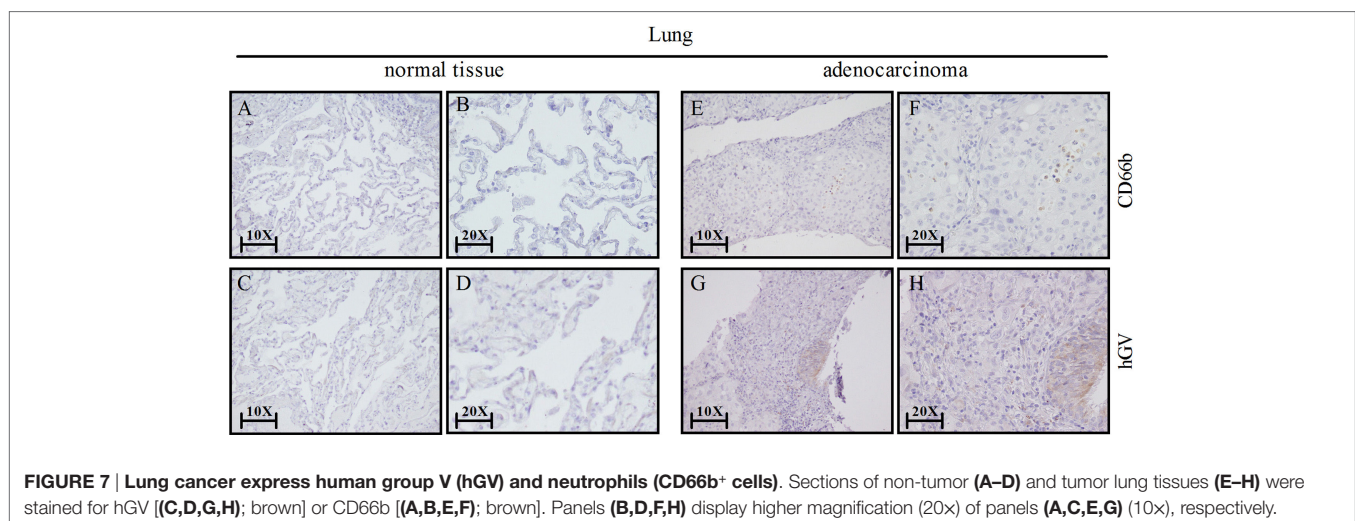 Lung
normal tissue adenocarcinoma
A B E F
10X 20X 10X 20X
CD66b
C D G H
10X 20X 10X 20X
hGV
FIGURE 7 | Lung cancer express human group V (hGV) and neutrophils (CD66b⁺ cells). Sections of non-tumor (A–D) and tumor lung tissues (E–H) were
stained for hGV [(C,D,G,H); brown] or CD66b [(A,B,E,F); brown]. Panels (B,D,F,H) display higher magnification (20×) of panels (A,C,E,G) (10×), respectively.